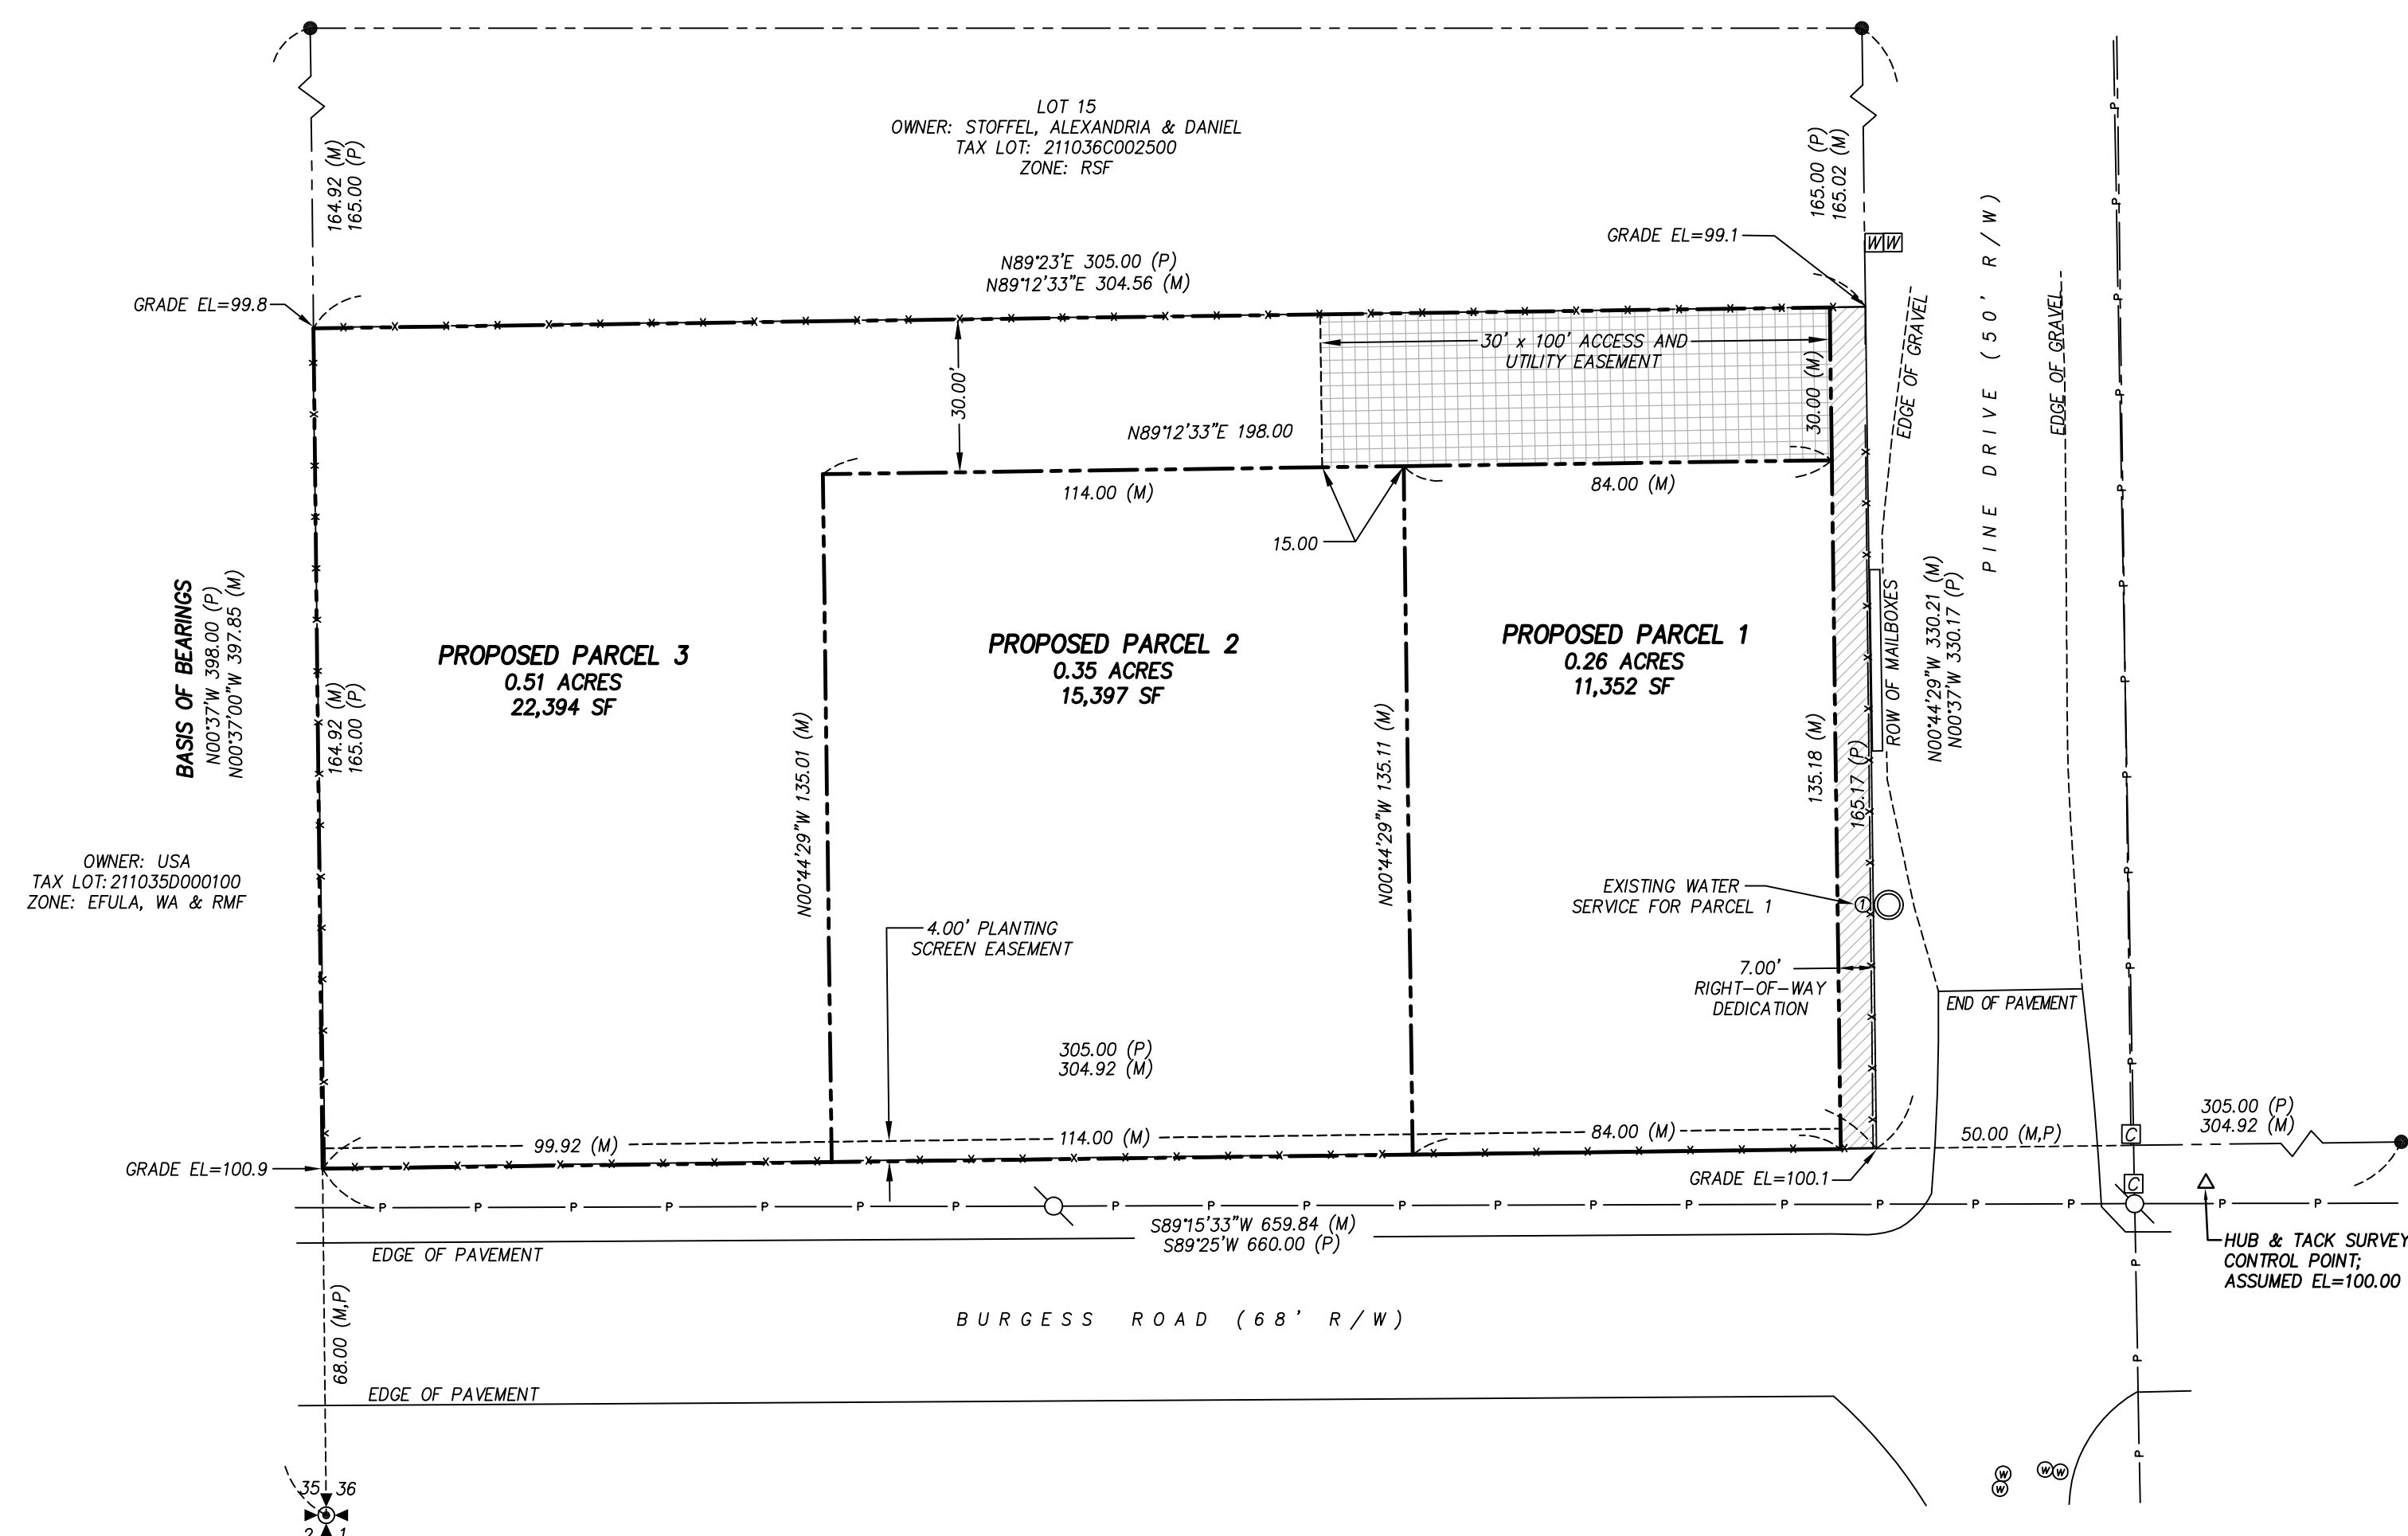 LOT 15
OWNER: STOFFEL, ALEXANDRIA & DANIEL
TAX LOT: 211036C002500
ZONE: RSF
164.92 (M)
165.00 (P)
165.00 (P)
165.02 (M)
GRADE EL=99.1
W W
N89°23'E 305.00 (P)
N89°12'33"E 304.56 (M)
GRADE EL=99.8
30' x 100' ACCESS AND
UTILITY EASEMENT
30.00'
30.00 (M)
N89°12'33"E 198.00
114.00 (M)
84.00 (M)
15.00
EDGE OF GRAVEL
PINE DRIVE (50' R/W)
EDGE OF GRAVEL
BASIS OF BEARINGS
N00°37'W 398.00 (P)
N00°37'00"W 397.85 (M)
164.92 (M)
165.00 (P)
PROPOSED PARCEL 3
0.51 ACRES
22,394 SF
N00°44'29"W 135.01 (M)
PROPOSED PARCEL 2
0.35 ACRES
15,397 SF
N00°44'29"W 135.11 (M)
PROPOSED PARCEL 1
0.26 ACRES
11,352 SF
135.18 (M)
165.17 (P)
ROW OF MAILBOXES
N00°44'29"W 330.21 (M)
N00°37'W 330.17 (P)
OWNER: USA
TAX LOT: 211035D000100
ZONE: EFULA, WA & RMF
EXISTING WATER
SERVICE FOR PARCEL 1
1
4.00' PLANTING
SCREEN EASEMENT
7.00'
RIGHT-OF-WAY
DEDICATION
END OF PAVEMENT
305.00 (P)
304.92 (M)
99.92 (M)
114.00 (M)
84.00 (M)
50.00 (M,P)
C
305.00 (P)
304.92 (M)
GRADE EL=100.9
GRADE EL=100.1
C
P P P P P P P P P P P P P P P P P P P P
S89°15'33"W 659.84 (M)
S89°25'W 660.00 (P)
EDGE OF PAVEMENT
HUB & TACK SURVEY
CONTROL POINT;
ASSUMED EL=100.00
68.00 (M,P)
BURGESS ROAD (68' R/W)
EDGE OF PAVEMENT
35 36
2 1
W W W W